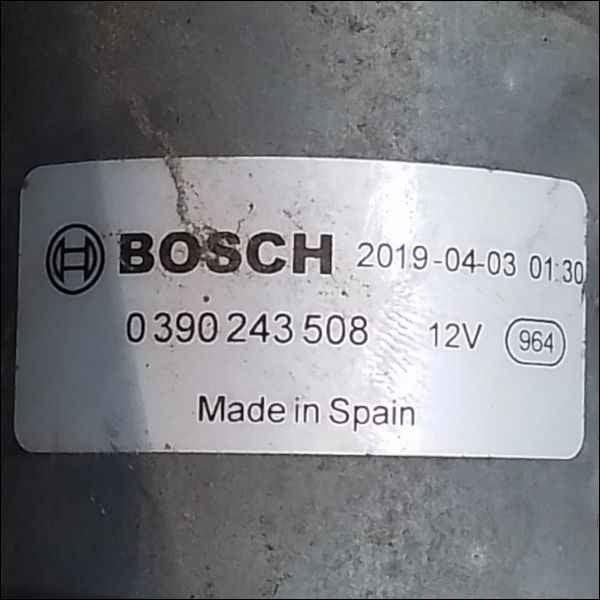 BOSCH 2019-04-03 01:30
0 390 243 508 12V 964
Made in Spain